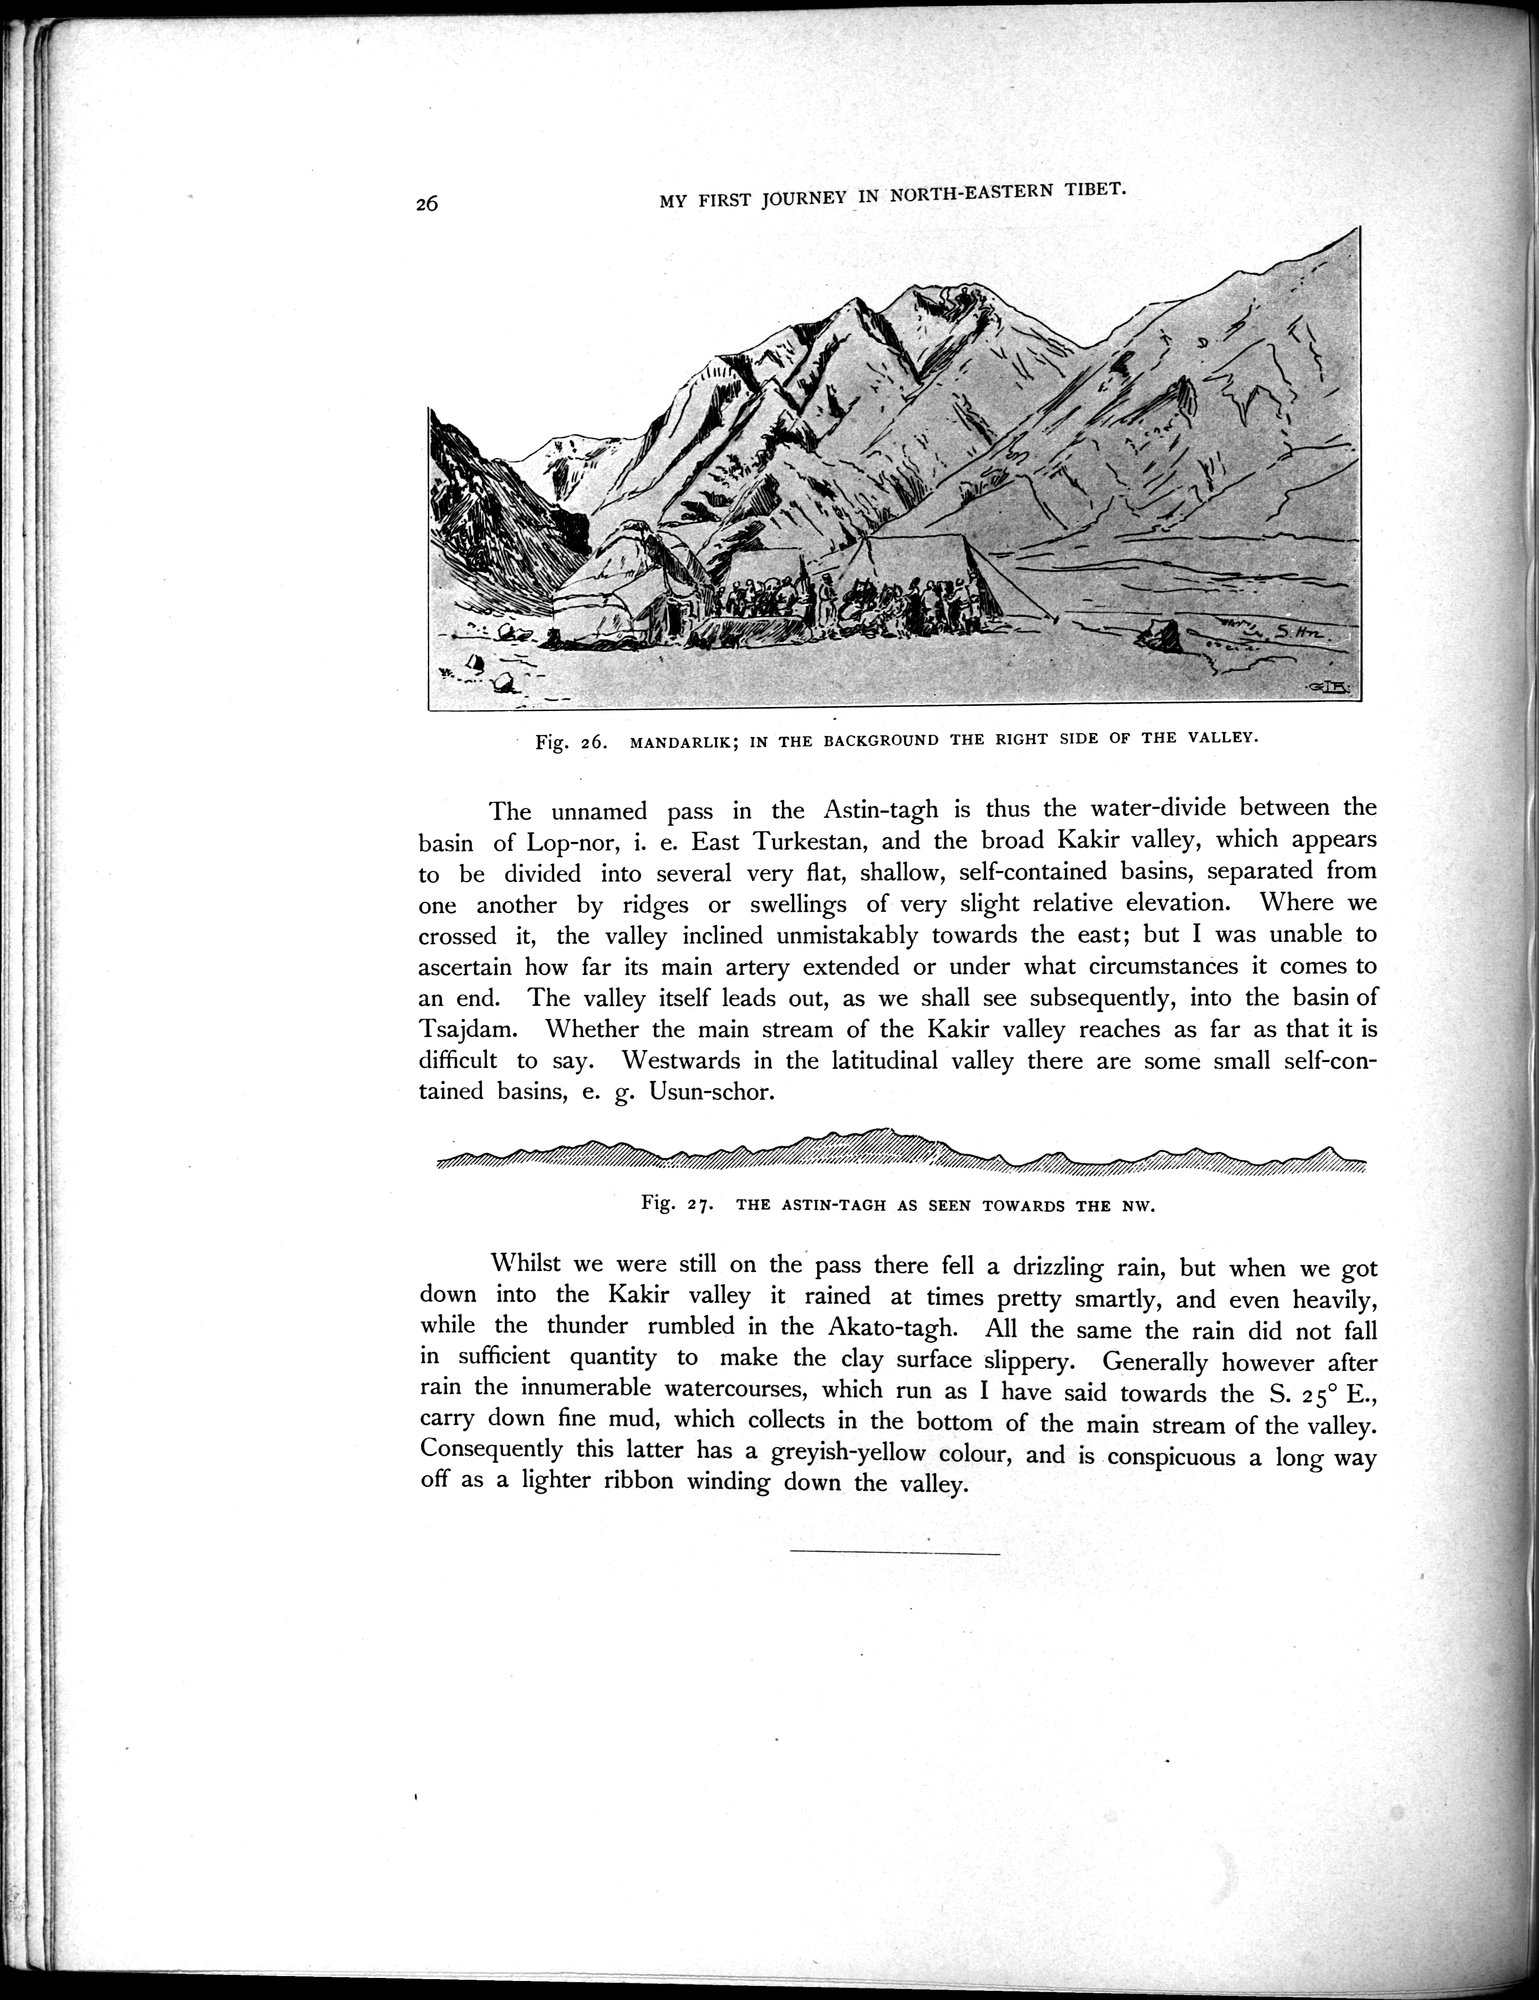 26
MY FIRST JOURNEY IN NORTH-EASTERN TIBET.
S. Hn.
Fig. 26. MANDARLIK; IN THE BACKGROUND THE RIGHT SIDE OF THE VALLEY.
The unnamed pass in the Astin-tagh is thus the water-divide between the
basin of Lop-nor, i. e. East Turkestan, and the broad Kakir valley, which appears
to be divided into several very flat, shallow, self-contained basins, separated from
one another by ridges or swellings of very slight relative elevation. Where we
crossed it, the valley inclined unmistakably towards the east; but I was unable to
ascertain how far its main artery extended or under what circumstances it comes to
an end. The valley itself leads out, as we shall see subsequently, into the basin of
Tsajdam. Whether the main stream of the Kakir valley reaches as far as that it is
difficult to say. Westwards in the latitudinal valley there are some small self-con-
tained basins, e. g. Usun-schor.
Fig. 27. THE ASTIN-TAGH AS SEEN TOWARDS THE NW.
Whilst we were still on the pass there fell a drizzling rain, but when we got
down into the Kakir valley it rained at times pretty smartly, and even heavily,
while the thunder rumbled in the Akato-tagh. All the same the rain did not fall
in sufficient quantity to make the clay surface slippery. Generally however after
rain the innumerable watercourses, which run as I have said towards the S. 25° E.,
carry down fine mud, which collects in the bottom of the main stream of the valley.
Consequently this latter has a greyish-yellow colour, and is conspicuous a long way
off as a lighter ribbon winding down the valley.